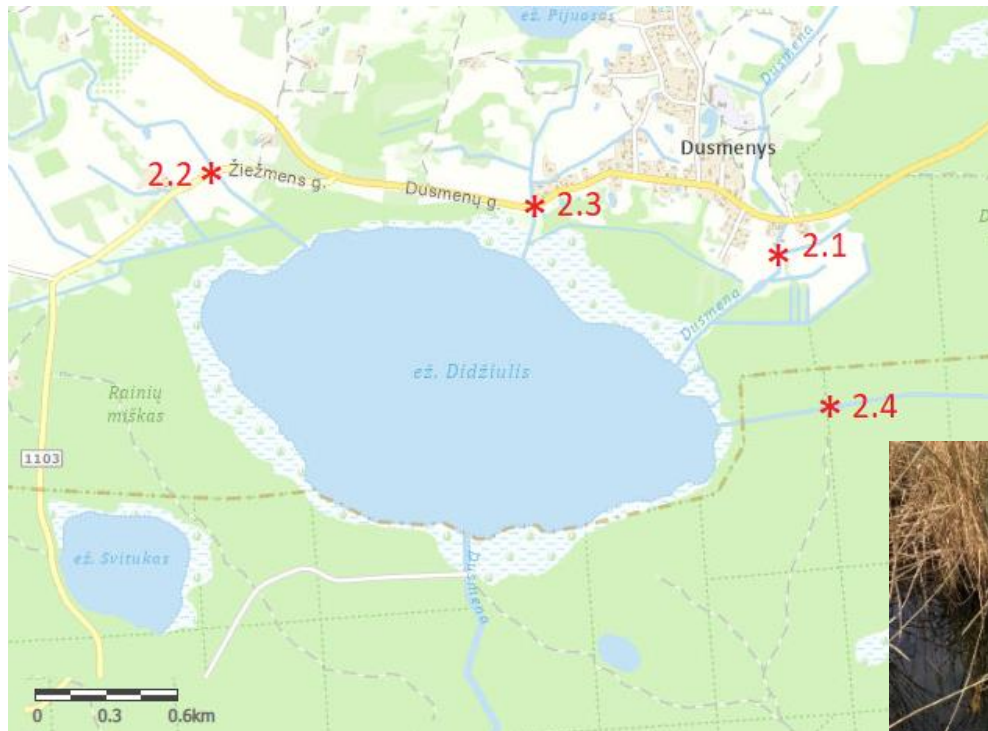 ež. Pijuosas
Dusmena
Dusmenys
2.2
Žiežmens g.
Dusmenų g.
2.3
D
2.1
Dusmena
ež. Didžiulis
Rainių
miškas
2.4
1103
ež. Svitukas
Dusmena
0 0.3 0.6km